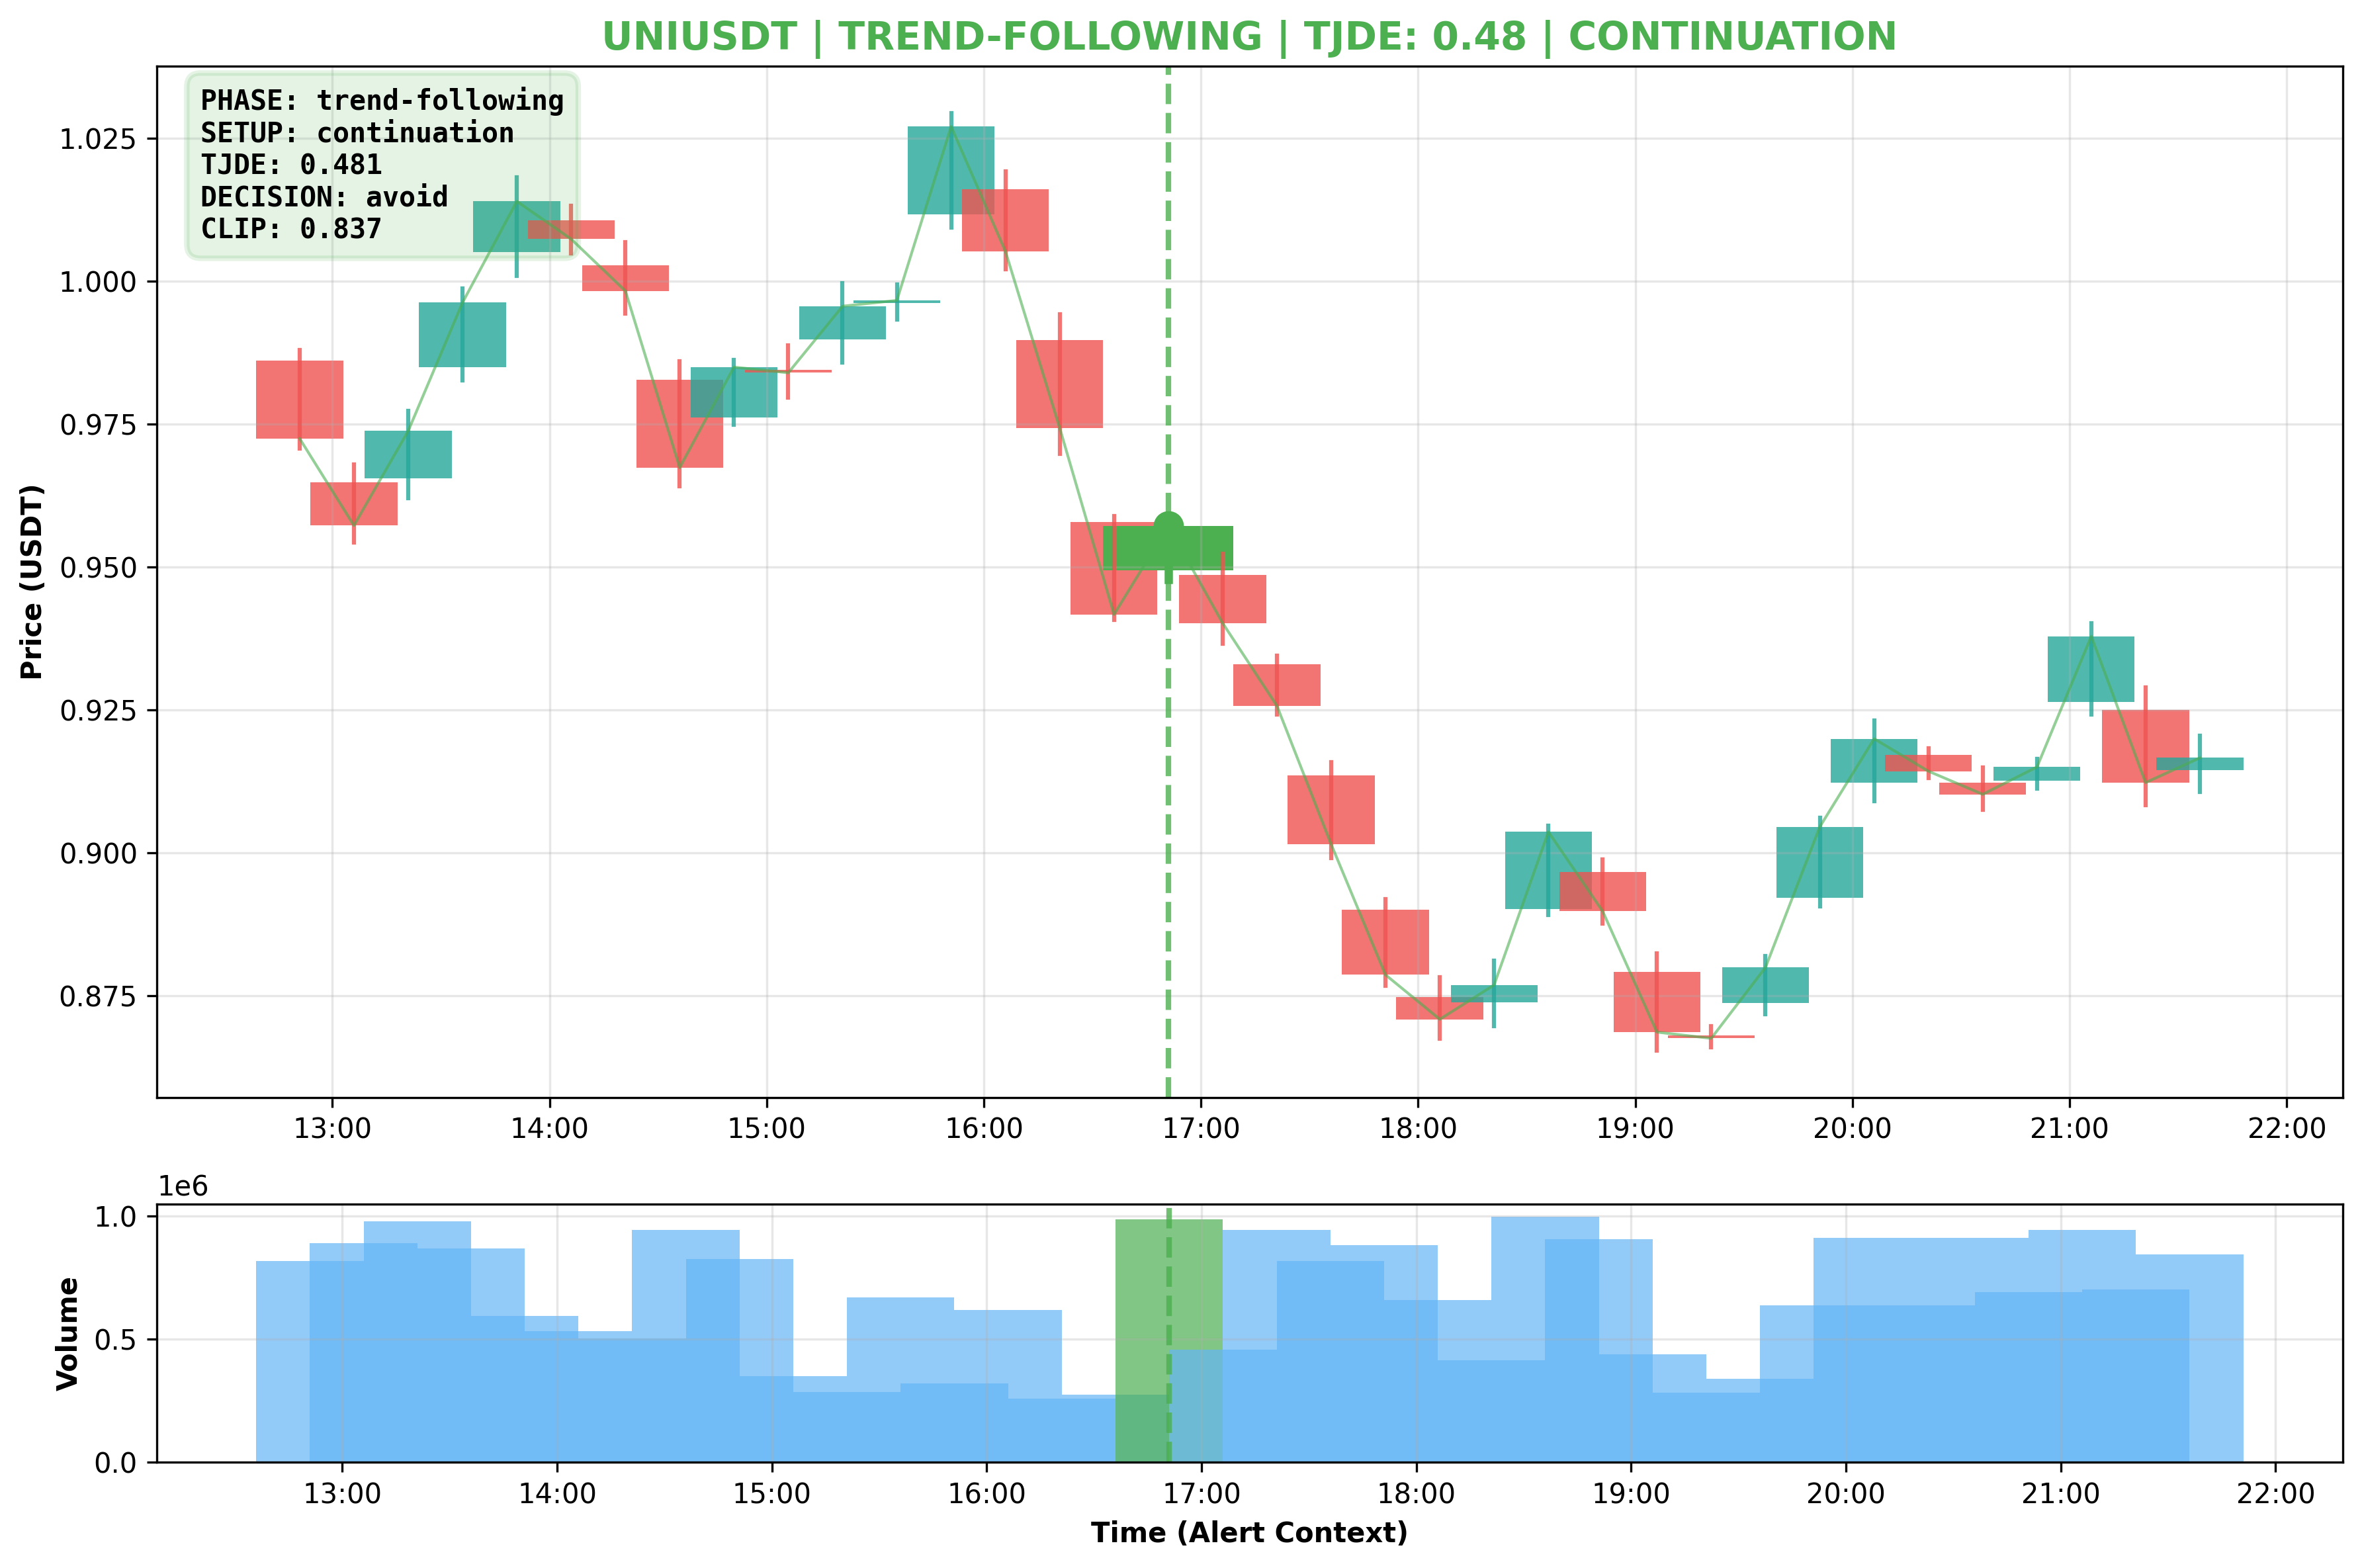 UNIUSDT | TREND-FOLLOWING | TJDE: 0.48 | CONTINUATION
PHASE: trend-following
SETUP: continuation
TJDE: 0.481
DECISION: avoid
CLIP: 0.837
Price (USDT)
1.025
1.000
0.975
0.950
0.925
0.900
0.875
13:00 14:00 15:00 16:00 17:00 18:00 19:00 20:00 21:00 22:00
1e6
Volume
1.0
0.5
0.0
13:00 14:00 15:00 16:00 17:00 18:00 19:00 20:00 21:00 22:00
Time (Alert Context)